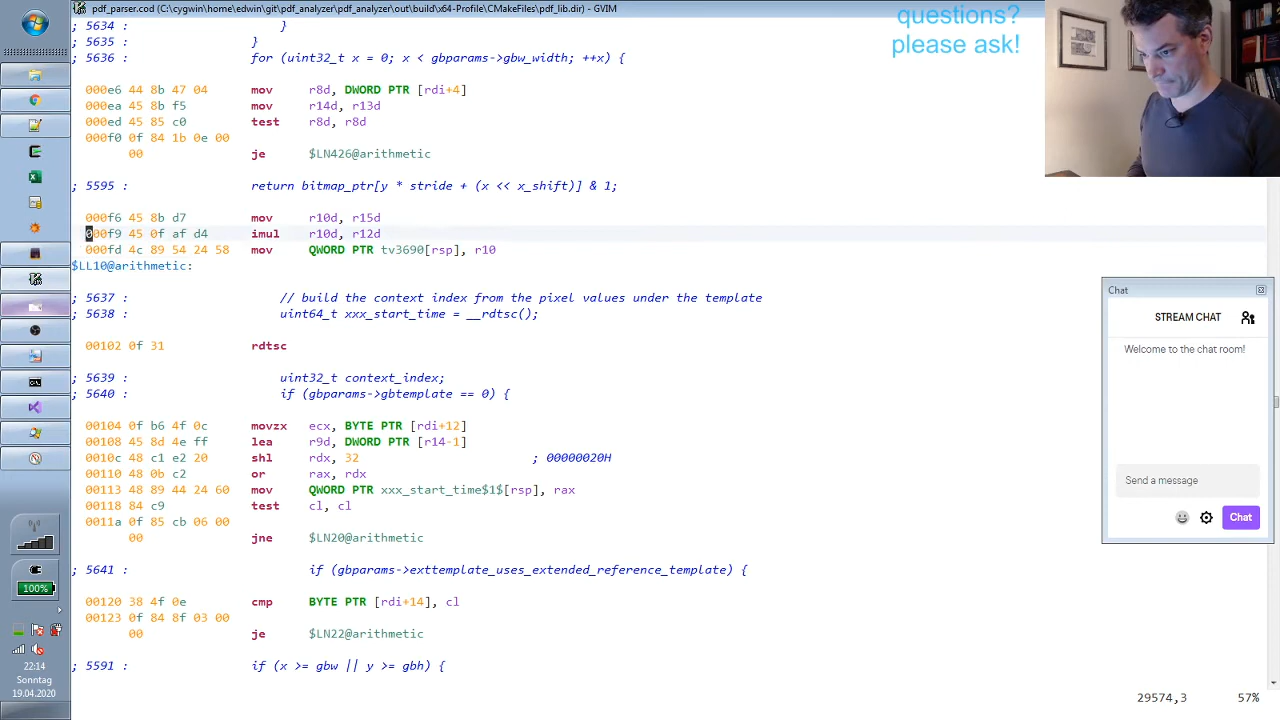 pdf_parser.cod (C:\cygwin\home\edwin\git\pdf_analyzer\pdf_analyzer\out\build\x64-Profile\CMakeFiles\pdf_lib.dir) - GVIM
questions?
please ask!
; 5634 : }
; 5635 : }
; 5636 : for (uint32_t x = 0; x < gbparams->gbw_width; ++x) {
000e6 44 8b 47 04 mov r8d, DWORD PTR [rdi+4]
000ea 45 8b f5 mov r14d, r13d
000ed 45 85 c0 test r8d, r8d
000f0 0f 84 1b 0e 00
00 je $LN426@arithmetic
; 5595 : return bitmap_ptr[y * stride + (x << x_shift)] & 1;
000f6 45 8b d7 mov r10d, r15d
000f9 45 0f af d4 imul r10d, r12d
000fd 4c 89 54 24 58 mov QWORD PTR tv3690[rsp], r10
$LL10@arithmetic:
; 5637 : // build the context index from the pixel values under the template
; 5638 : uint64_t xxx_start_time = __rdtsc();
00102 0f 31 rdtsc
; 5639 : uint32_t context_index;
; 5640 : if (gbparams->gbtemplate == 0) {
00104 0f b6 4f 0c movzx ecx, BYTE PTR [rdi+12]
00108 45 8d 4e ff lea r9d, DWORD PTR [r14-1]
0010c 48 c1 e2 20 shl rdx, 32 ; 00000020H
00110 48 0b c2 or rax, rdx
00113 48 89 44 24 60 mov QWORD PTR xxx_start_time$1$[rsp], rax
00118 84 c9 test cl, cl
0011a 0f 85 cb 06 00
00 jne $LN20@arithmetic
; 5641 : if (gbparams->exttemplate_uses_extended_reference_template) {
00120 38 4f 0e cmp BYTE PTR [rdi+14], cl
00123 0f 84 8f 03 00
00 je $LN22@arithmetic
; 5591 : if (x >= gbw || y >= gbh) {
29574,3 57%
Chat
STREAM CHAT
Welcome to the chat room!
Send a message
Chat
100%
22:14
Sonntag
19.04.2020